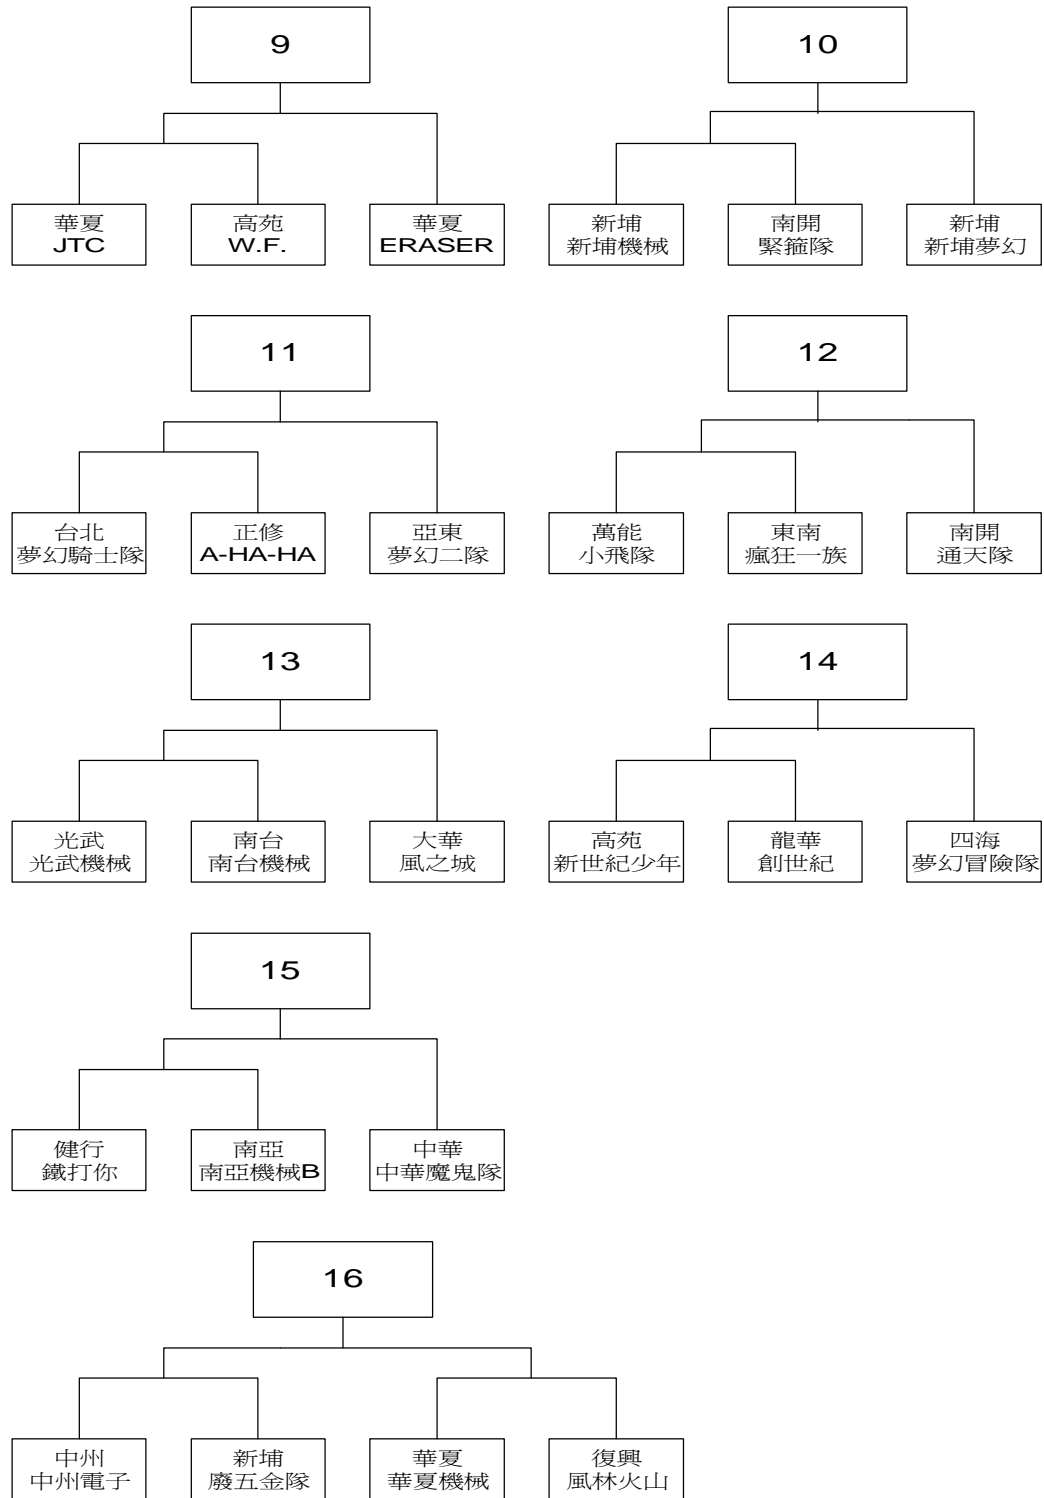 9
華夏
JTC
高苑
W.F.
華夏
ERASER
10
新埔
新埔機械
南開
緊箍隊
新埔
新埔夢幻
11
台北
夢幻騎士隊
正修
A-HA-HA
亞東
夢幻二隊
12
萬能
小飛隊
東南
瘋狂一族
南開
通天隊
13
光武
光武機械
南台
南台機械
大華
風之城
14
高苑
新世紀少年
龍華
創世紀
四海
夢幻冒險隊
15
健行
鐵打你
南亞
南亞機械B
中華
中華魔鬼隊
16
中州
中州電子
新埔
廢五金隊
華夏
華夏機械
復興
風林火山